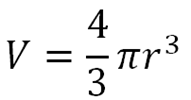 V = 4/3 πr³